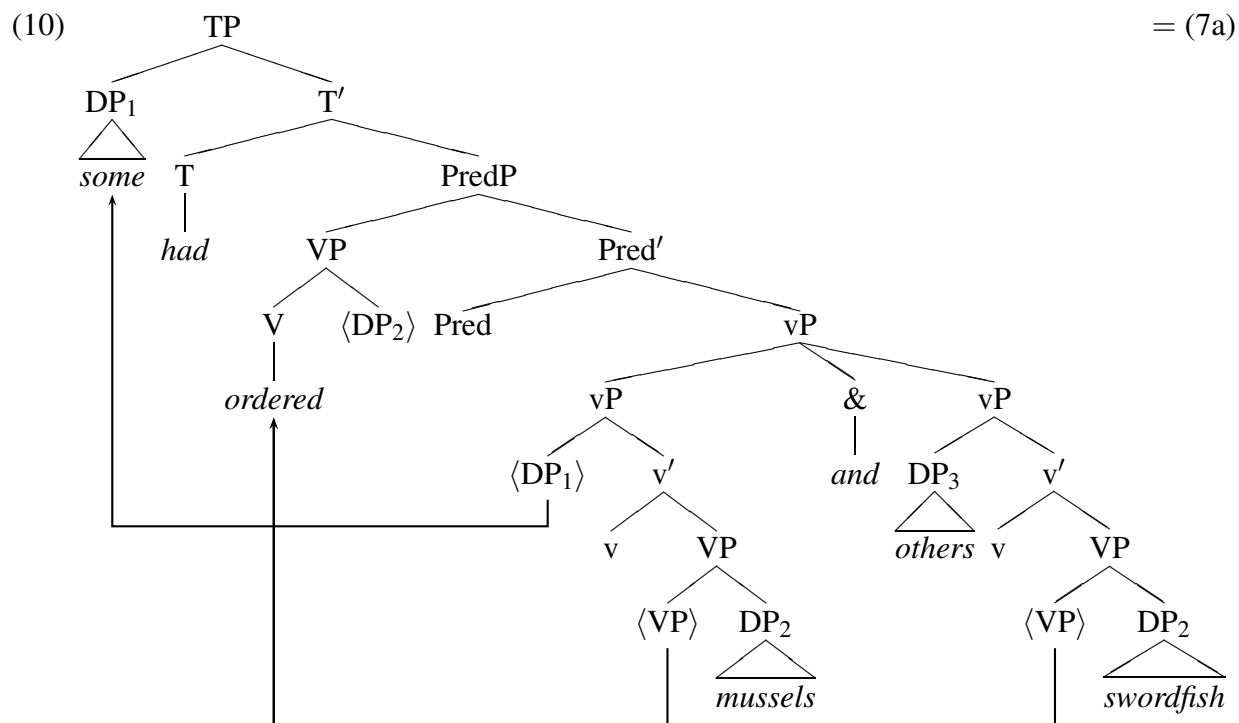 (10) TP = (7a)
DP₁ T′
some T PredP
had VP Pred′
V ⟨DP₂⟩ Pred vP
ordered vP & vP
⟨DP₁⟩ v′ and DP₃ v′
v VP others v VP
⟨VP⟩ DP₂ ⟨VP⟩ DP₂
mussels swordfish